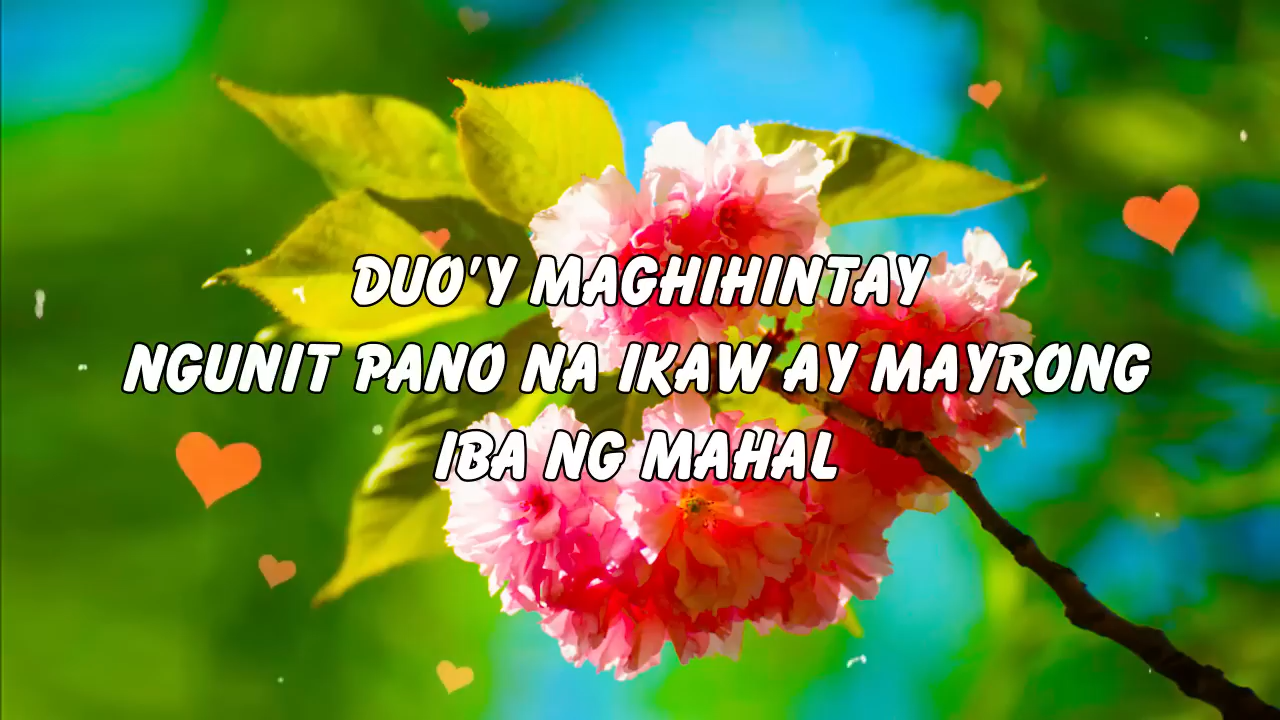 DUO'Y MAGHIHINTAY
NGUNIT PANO NA IKAW AY MAYRONG
IBA NG MAHAL